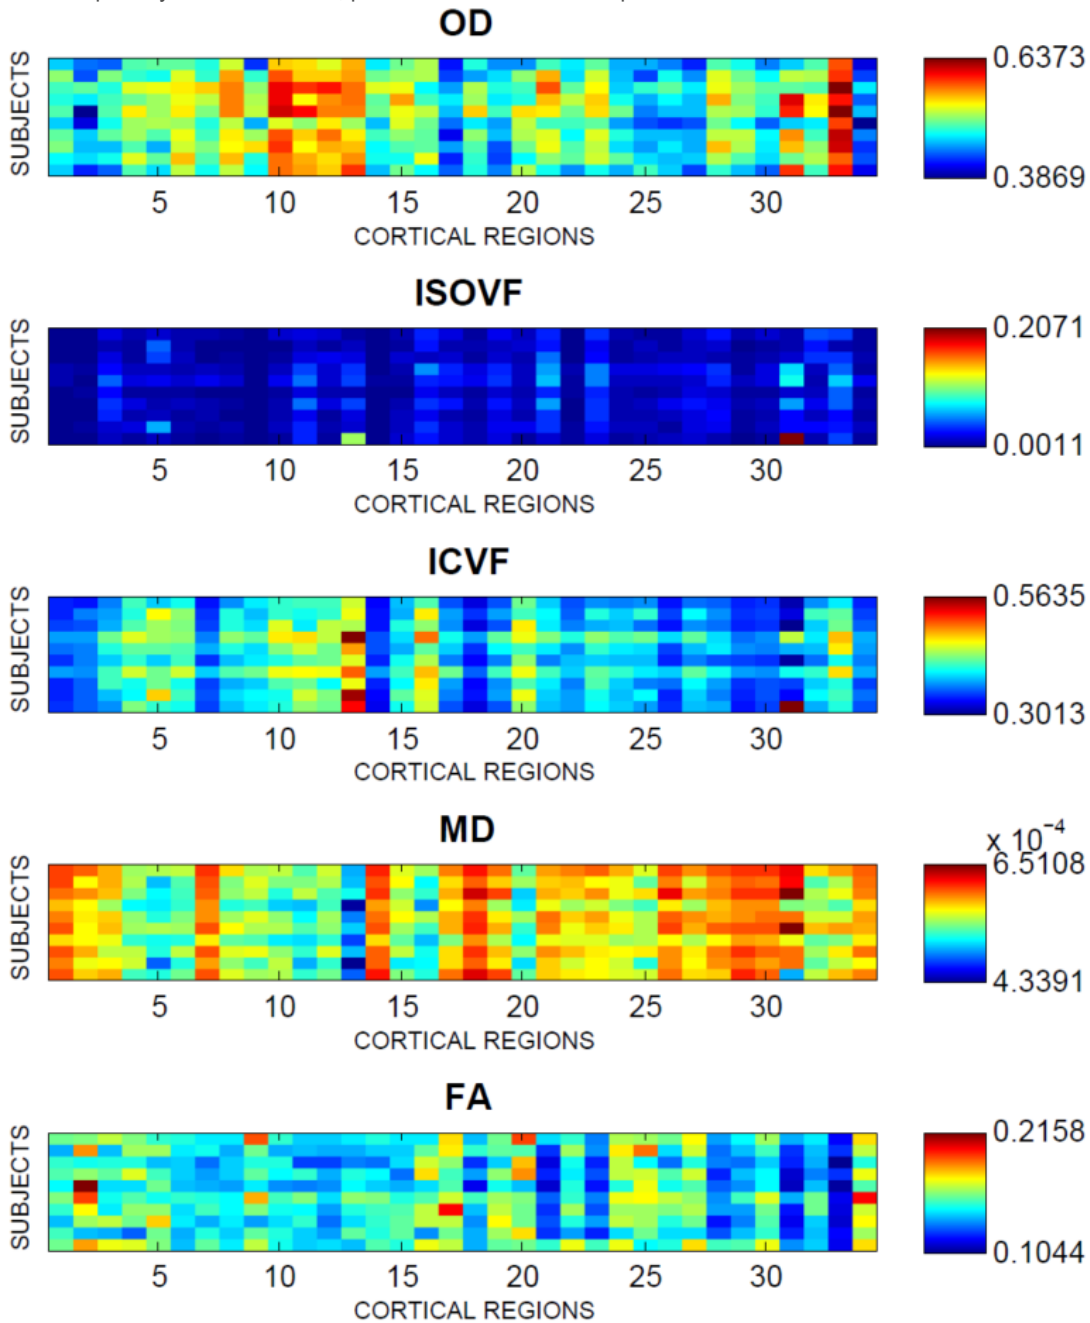 OD
SUBJECTS
0.6373
0.3869
5 10 15 20 25 30
CORTICAL REGIONS
ISOVF
SUBJECTS
0.2071
0.0011
5 10 15 20 25 30
CORTICAL REGIONS
ICVF
SUBJECTS
0.5635
0.3013
5 10 15 20 25 30
CORTICAL REGIONS
MD
SUBJECTS
x 10⁻⁴
6.5108
4.3391
5 10 15 20 25 30
CORTICAL REGIONS
FA
SUBJECTS
0.2158
0.1044
5 10 15 20 25 30
CORTICAL REGIONS